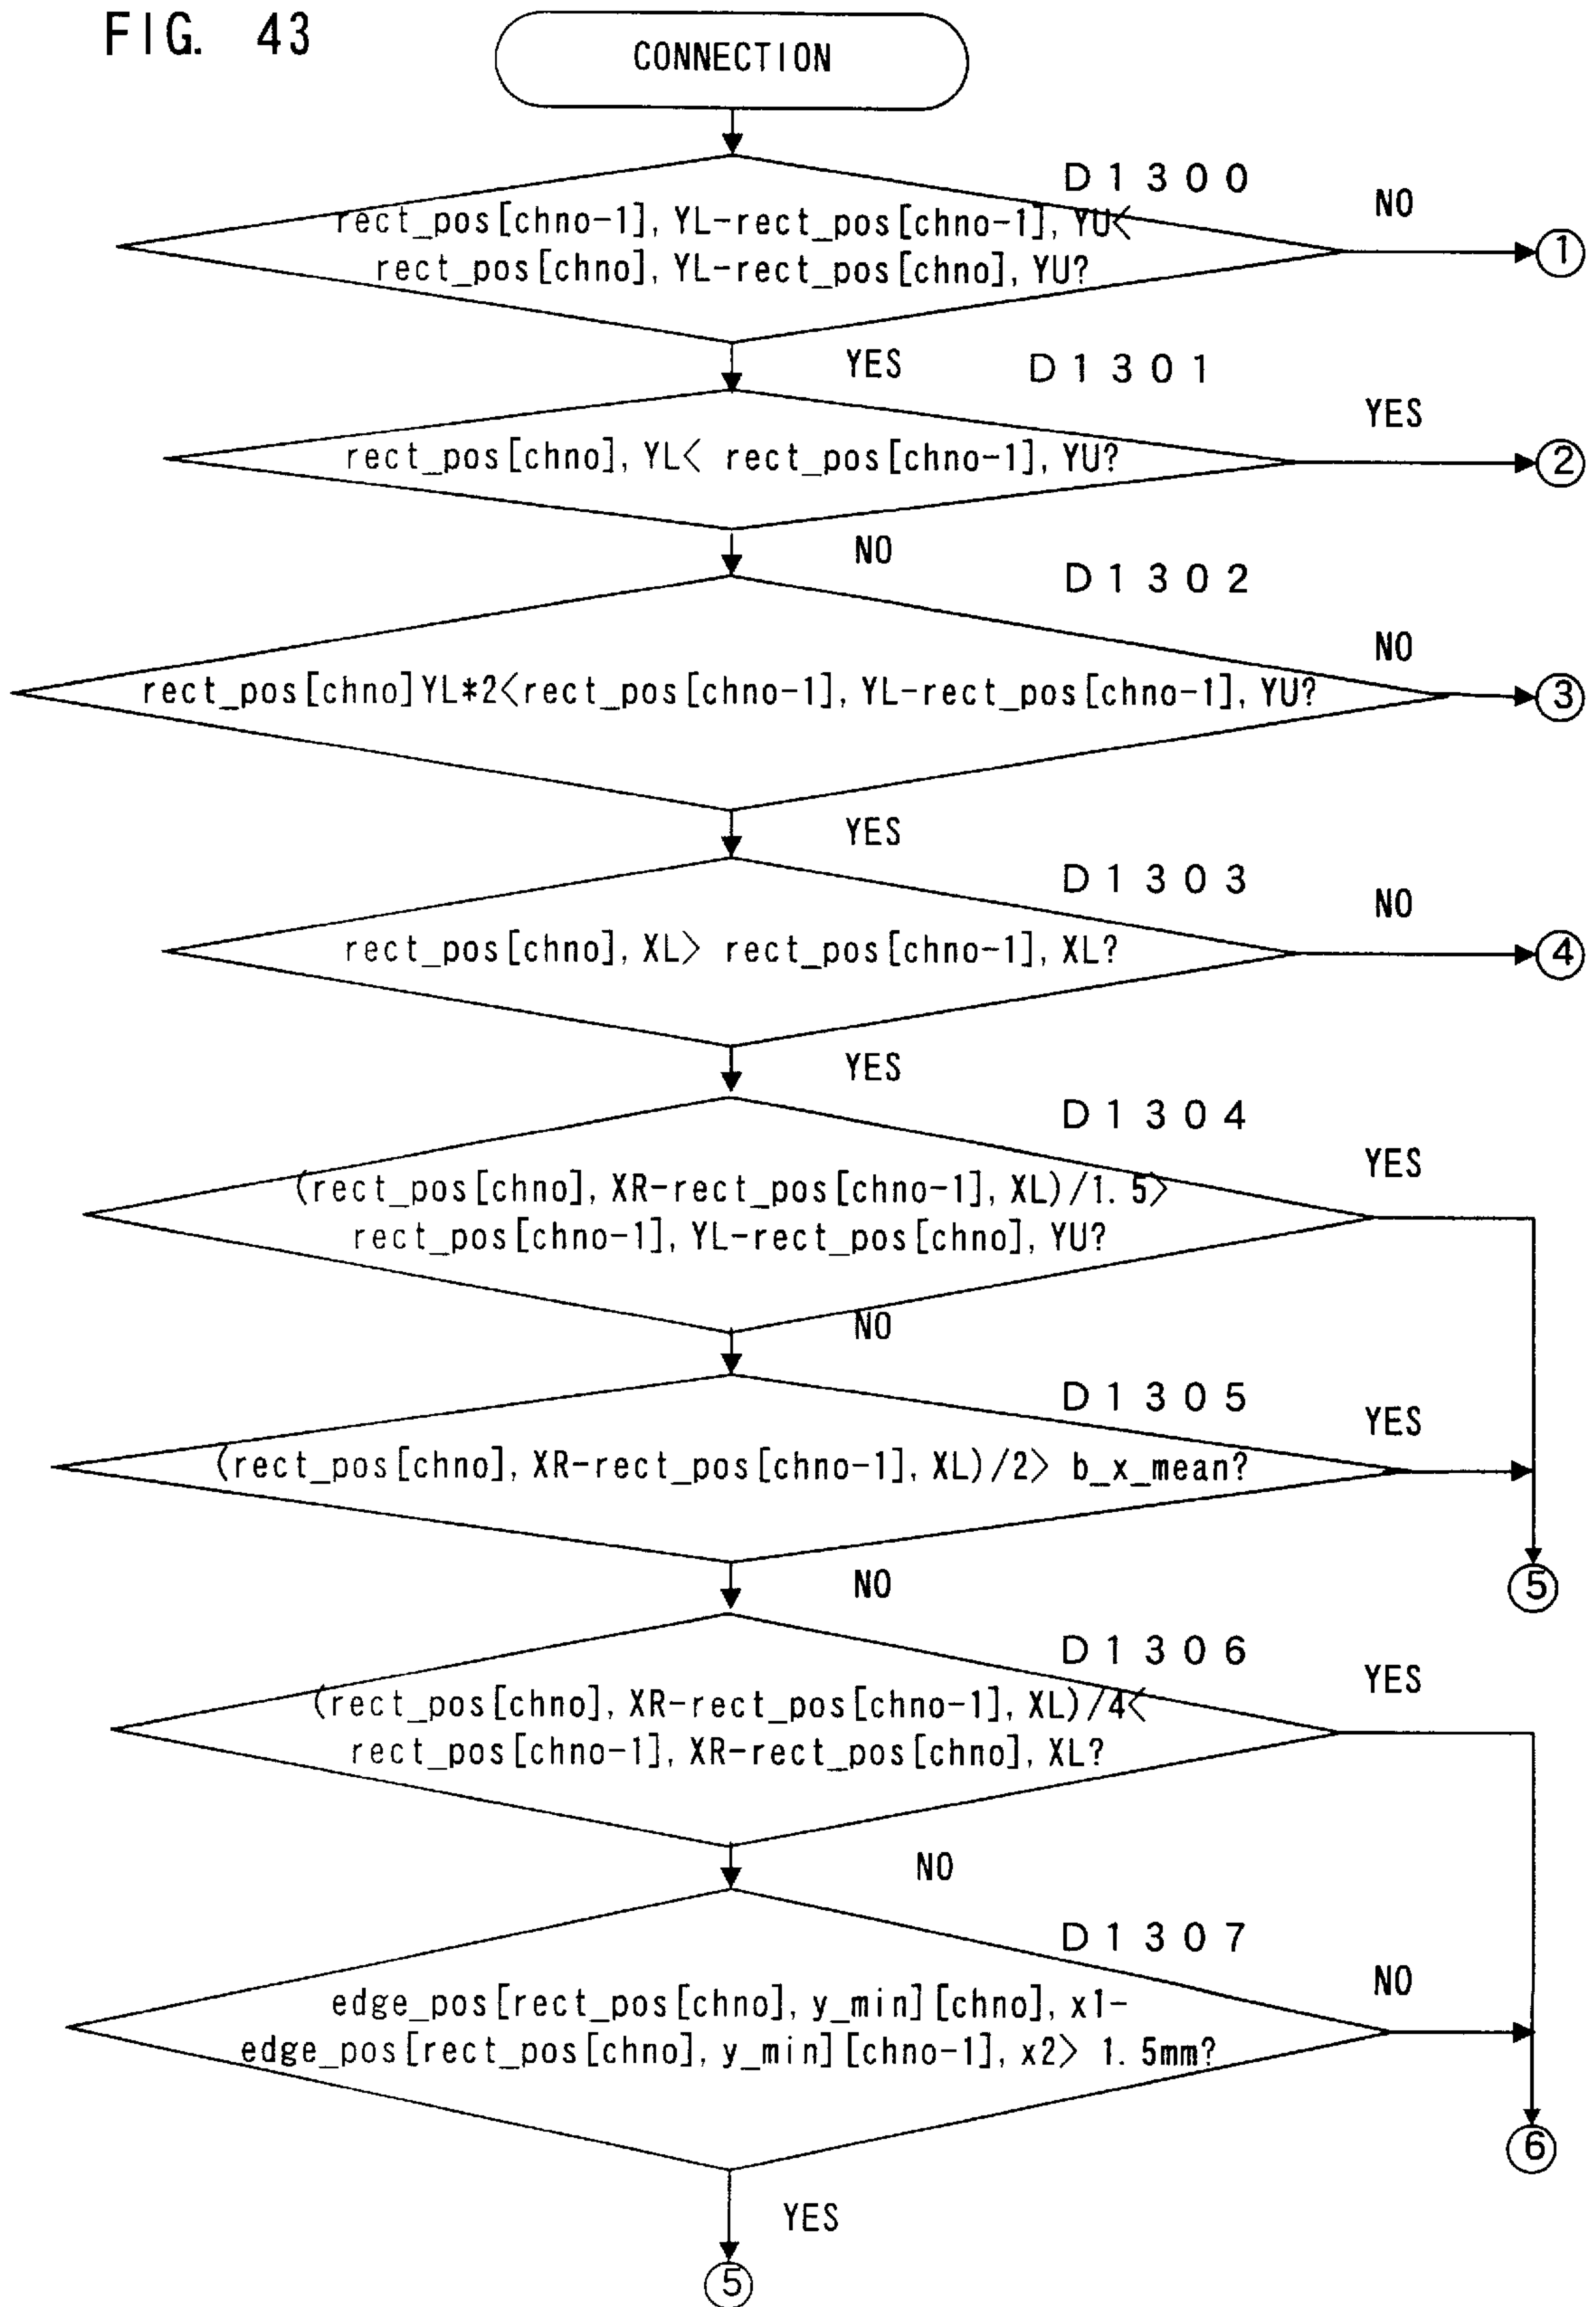 FIG. 43
CONNECTION
D1300
NO
rect_pos[chno-1], YL-rect_pos[chno-1], YU<
rect_pos[chno], YL-rect_pos[chno], YU?
1
YES
D1301
YES
rect_pos[chno], YL< rect_pos[chno-1], YU?
2
NO
D1302
NO
rect_pos[chno]YL*2<rect_pos[chno-1], YL-rect_pos[chno-1], YU?
3
YES
D1303
NO
rect_pos[chno], XL> rect_pos[chno-1], XL?
4
YES
D1304
YES
(rect_pos[chno], XR-rect_pos[chno-1], XL)/1.5>
rect_pos[chno-1], YL-rect_pos[chno], YU?
NO
D1305
YES
(rect_pos[chno], XR-rect_pos[chno-1], XL)/2> b_x_mean?
NO
5
D1306
YES
(rect_pos[chno], XR-rect_pos[chno-1], XL)/4<
rect_pos[chno-1], XR-rect_pos[chno], XL?
NO
D1307
NO
edge_pos[rect_pos[chno], y_min][chno], x1-
edge_pos[rect_pos[chno], y_min][chno-1], x2> 1.5mm?
6
YES
5